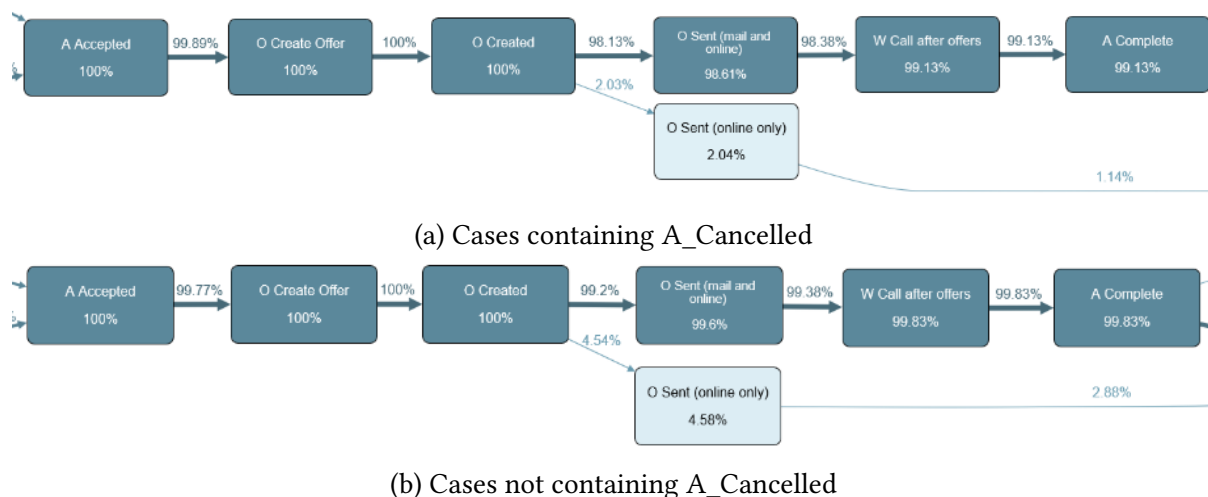 A Accepted
100%
99.89%
O Create Offer
100%
100%
O Created
100%
98.13%
2.03%
O Sent (mail and
online)
98.61%
98.38%
W Call after offers
99.13%
99.13%
A Complete
99.13%
O Sent (online only)
2.04%
1.14%
(a) Cases containing A_Cancelled
A Accepted
100%
99.77%
O Create Offer
100%
100%
O Created
100%
99.2%
4.54%
O Sent (mail and
online)
99.6%
99.38%
W Call after offers
99.83%
99.83%
A Complete
99.83%
O Sent (online only)
4.58%
2.88%
(b) Cases not containing A_Cancelled